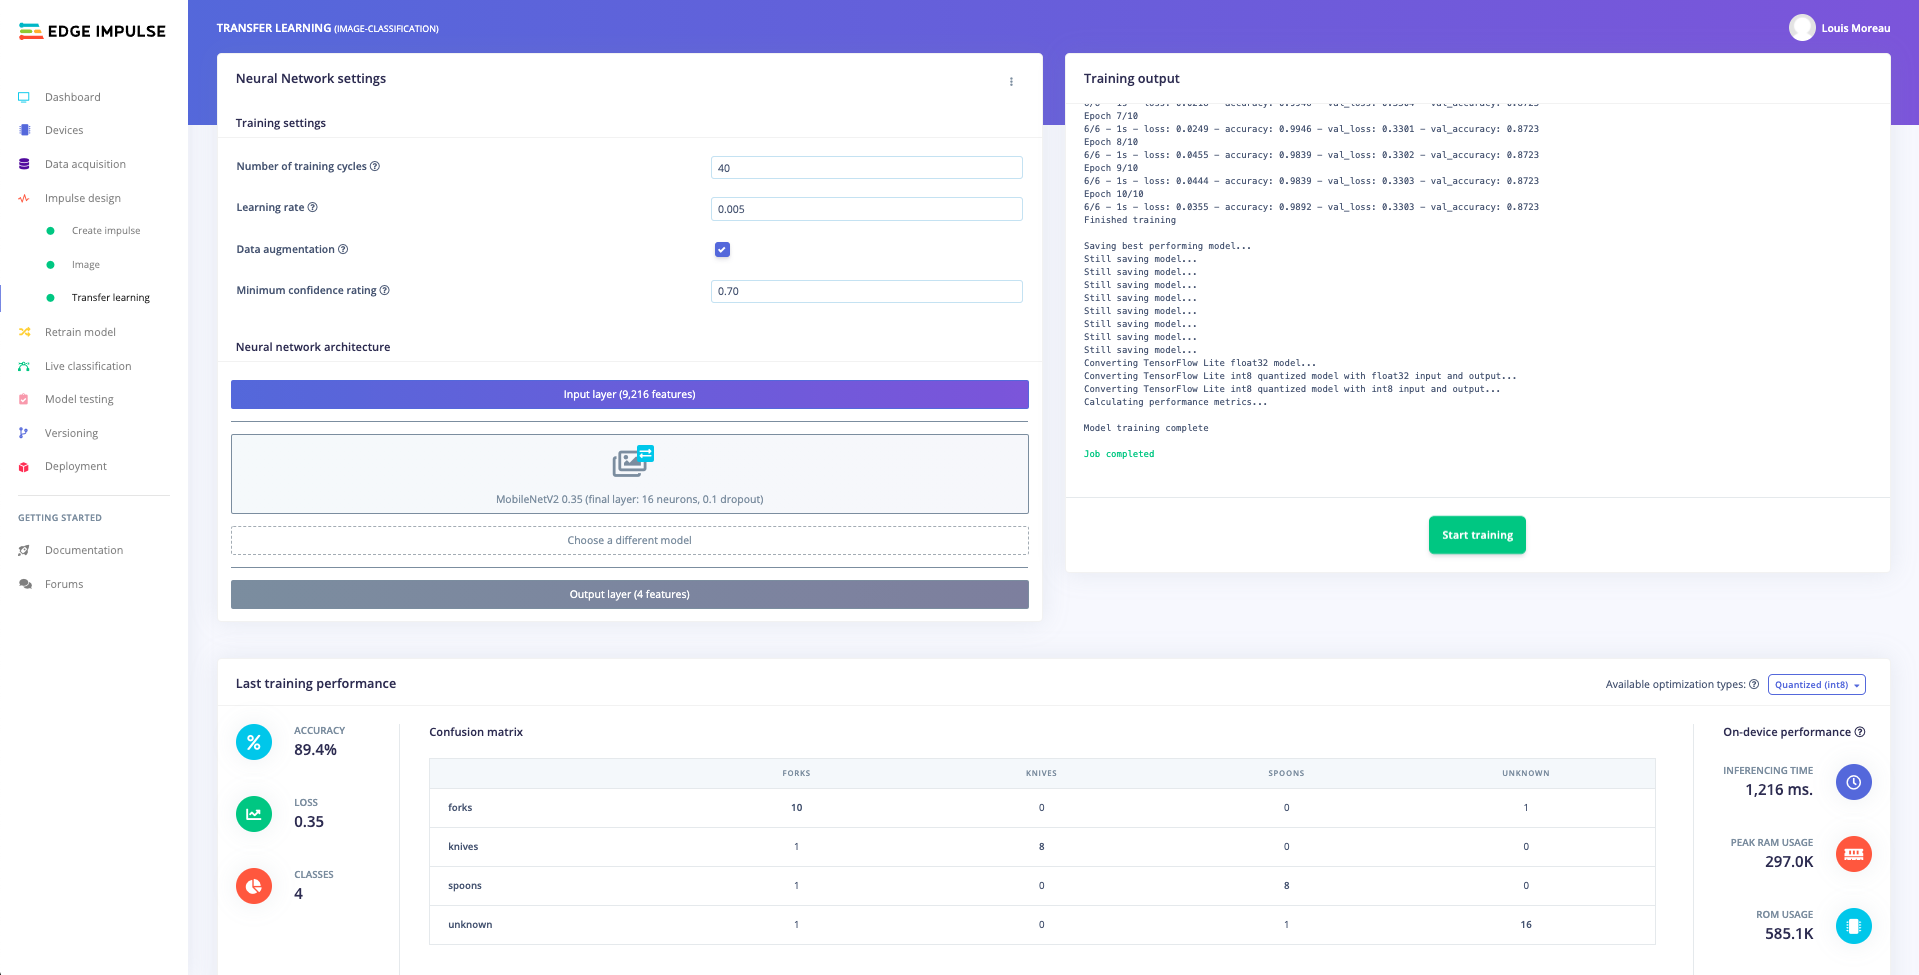 EDGE IMPULSE
Dashboard
Devices
Data acquisition
Impulse design
Create impulse
Image
Transfer learning
Retrain model
Live classification
Model testing
Versioning
Deployment
GETTING STARTED
Documentation
Forums
TRANSFER LEARNING (IMAGE-CLASSIFICATION)
Louis Moreau
Neural Network settings
Training settings
Number of training cycles
40
Learning rate
0.005
Data augmentation
Minimum confidence rating
0.70
Neural network architecture
Input layer (9,216 features)
MobileNetV2 0.35 (final layer: 16 neurons, 0.1 dropout)
Choose a different model
Output layer (4 features)
Training output
Epoch 7/10
6/6 - 1s - loss: 0.0249 - accuracy: 0.9946 - val_loss: 0.3301 - val_accuracy: 0.8723
Epoch 8/10
6/6 - 1s - loss: 0.0455 - accuracy: 0.9839 - val_loss: 0.3302 - val_accuracy: 0.8723
Epoch 9/10
6/6 - 1s - loss: 0.0444 - accuracy: 0.9839 - val_loss: 0.3303 - val_accuracy: 0.8723
Epoch 10/10
6/6 - 1s - loss: 0.0355 - accuracy: 0.9892 - val_loss: 0.3303 - val_accuracy: 0.8723
Finished training
Saving best performing model...
Still saving model...
Still saving model...
Still saving model...
Still saving model...
Still saving model...
Still saving model...
Still saving model...
Still saving model...
Converting TensorFlow Lite float32 model...
Converting TensorFlow Lite int8 quantized model with float32 input and output...
Converting TensorFlow Lite int8 quantized model with int8 input and output...
Calculating performance metrics...
Model training complete
Job completed
Start training
Last training performance
Available optimization types:
Quantized (int8)
ACCURACY
89.4%
LOSS
0.35
CLASSES
4
Confusion matrix
FORKS KNIVES SPOONS UNKNOWN
forks 10 0 0 1
knives 1 8 0 0
spoons 1 0 8 0
unknown 1 0 1 16
On-device performance
INFERENCING TIME
1,216 ms.
PEAK RAM USAGE
297.0K
ROM USAGE
585.1K